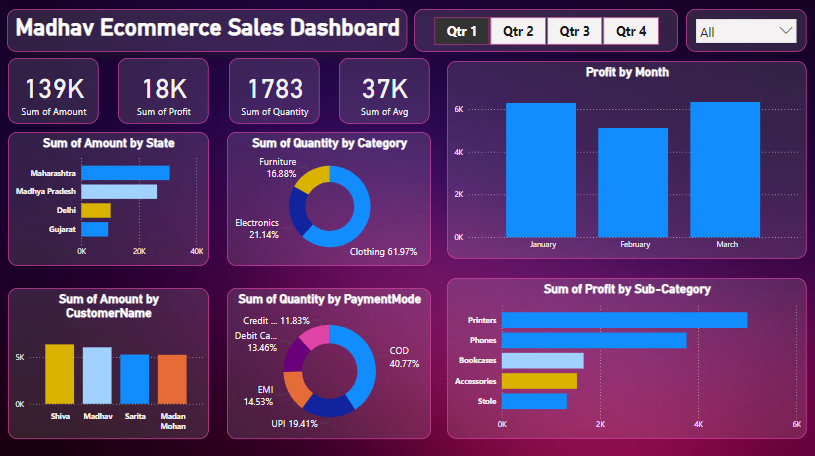 Madhav Ecommerce Sales Dashboard
Qtr 1 Qtr 2 Qtr 3 Qtr 4
All
139K
Sum of Amount
18K
Sum of Profit
1783
Sum of Quantity
37K
Sum of Avg
Profit by Month
6K
4K
2K
0K
January February March
Sum of Amount by State
Maharashtra
Madhya Pradesh
Delhi
Gujarat
0K 20K 40K
Sum of Quantity by Category
Furniture
16.88%
Electronics
21.14%
Clothing 61.97%
Sum of Amount by
CustomerName
5K
0K
Shiva Madhav Sarita Madan
Mohan
Sum of Quantity by PaymentMode
Credit ... 11.83%
Debit Ca...
13.46%
EMI
14.53%
UPI 19.41%
COD
40.77%
Sum of Profit by Sub-Category
Printers
Phones
Bookcases
Accessories
Stole
0K 2K 4K 6K